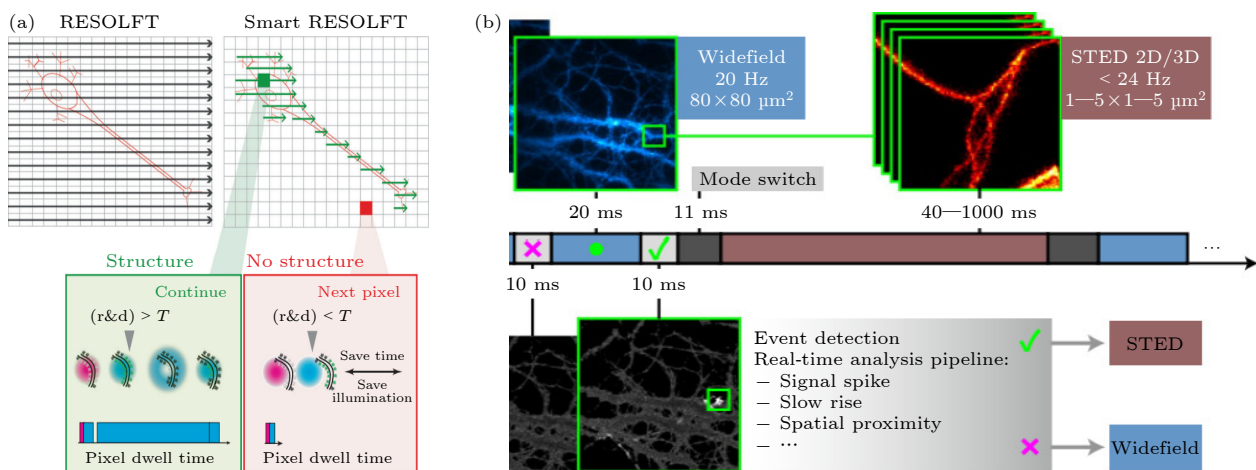 (a)
RESOLFT
Smart RESOLFT
Structure
No structure
Continue
(r&d) > T
Pixel dwell time
Next pixel
(r&d) < T
Save time
Save
illumination
Pixel dwell time
(b)
Widefield
20 Hz
80×80 μm²
STED 2D/3D
< 24 Hz
1—5×1—5 μm²
Mode switch
20 ms
11 ms
40—1000 ms
...
10 ms
10 ms
Event detection
Real-time analysis pipeline:
– Signal spike
– Slow rise
– Spatial proximity
– ...
STED
Widefield